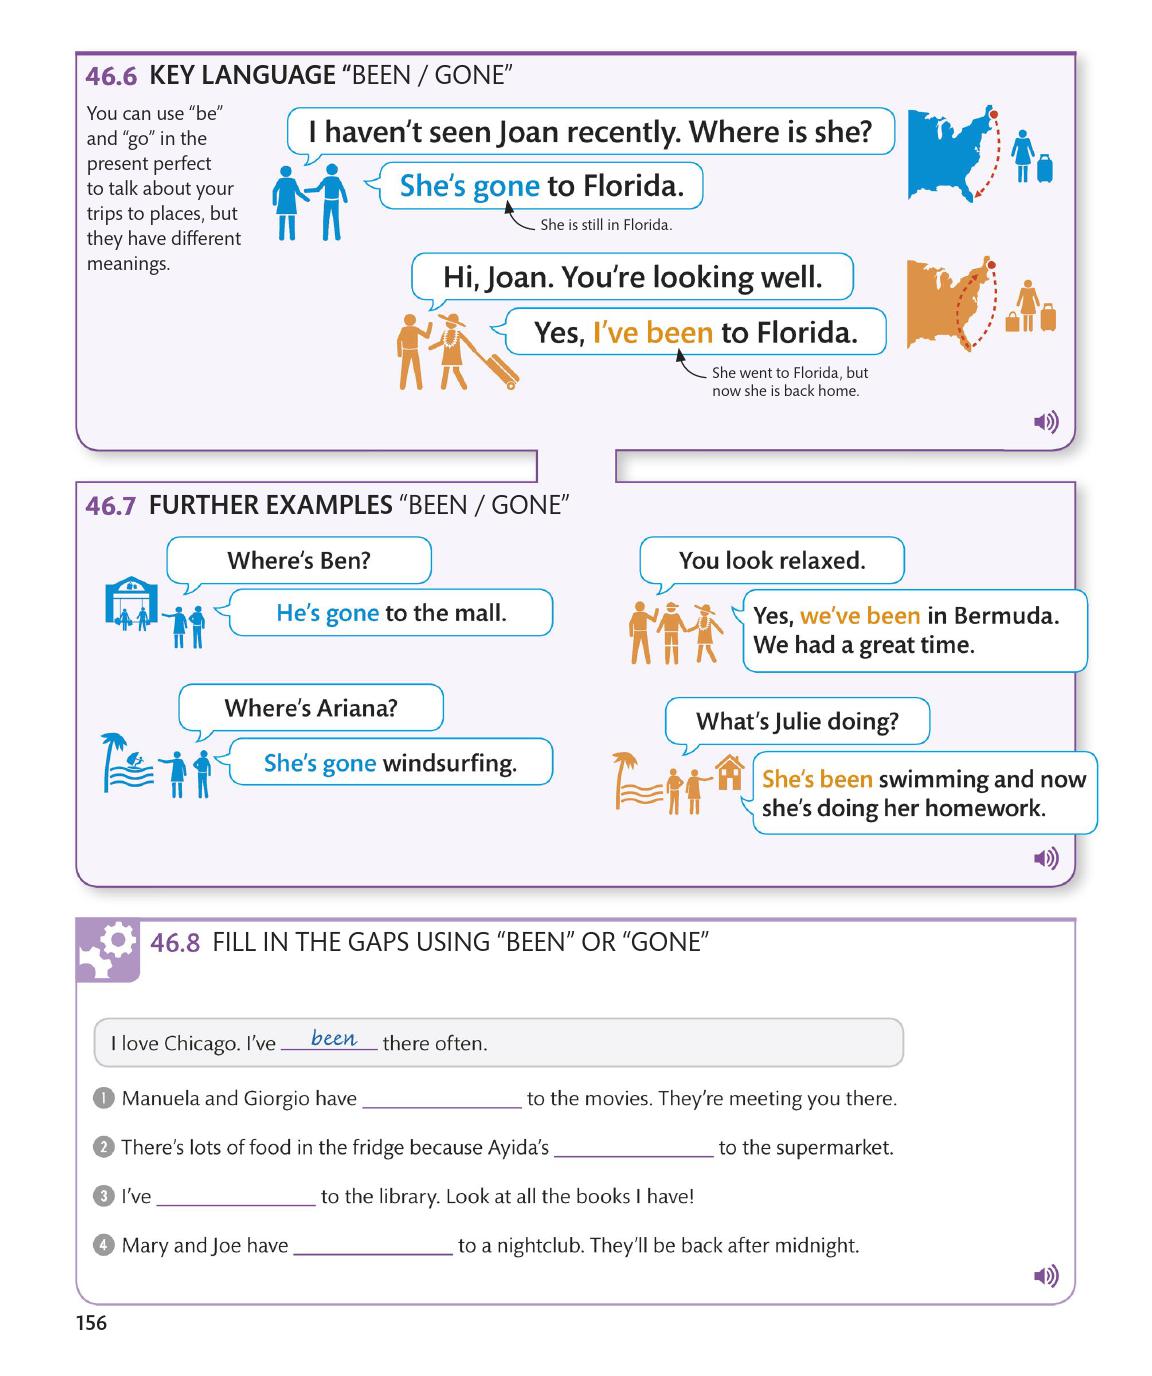 46.6 KEY LANGUAGE “BEEN / GONE”
You can use “be”
and “go” in the
present perfect
to talk about your
trips to places, but
they have different
meanings.
I haven’t seen Joan recently. Where is she?
She’s gone to Florida.
She is still in Florida.
Hi, Joan. You’re looking well.
Yes, I’ve been to Florida.
She went to Florida, but
now she is back home.
46.7 FURTHER EXAMPLES “BEEN / GONE”
Where’s Ben?
He’s gone to the mall.
You look relaxed.
Yes, we’ve been in Bermuda.
We had a great time.
Where’s Ariana?
She’s gone windsurfing.
What’s Julie doing?
She’s been swimming and now
she’s doing her homework.
46.8 FILL IN THE GAPS USING “BEEN” OR “GONE”
I love Chicago. I’ve been there often.
1 Manuela and Giorgio have ____ to the movies. They’re meeting you there.
2 There’s lots of food in the fridge because Ayida’s ____ to the supermarket.
3 I’ve ____ to the library. Look at all the books I have!
4 Mary and Joe have ____ to a nightclub. They’ll be back after midnight.
156